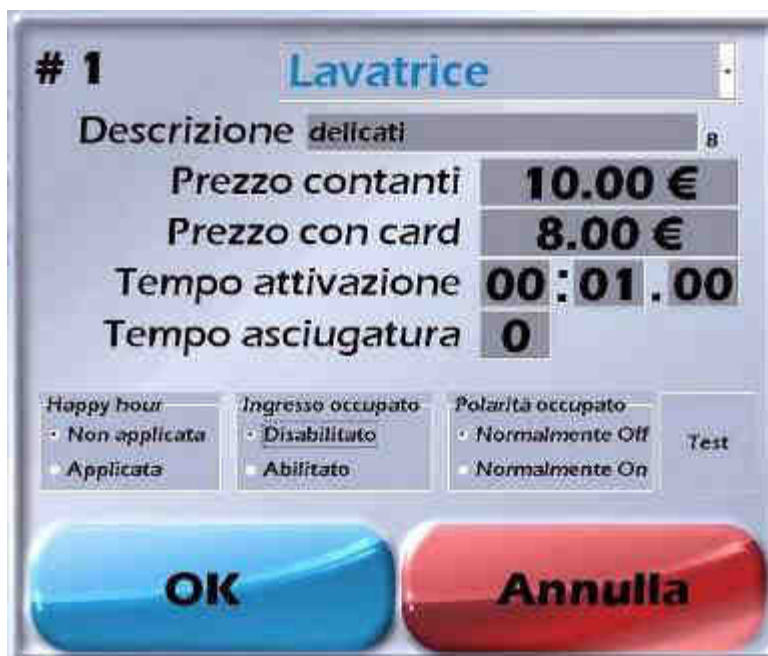 # 1 Lavatrice
Descrizione delicati 8
Prezzo contanti 10.00 €
Prezzo con card 8.00 €
Tempo attivazione 00:01.00
Tempo asciugatura 0
Happy hour Ingresso occupato Polarità occupato
Non applicata Disabilitato Normalmente Off Test
Applicata Abilitato Normalmente On
OK Annulla